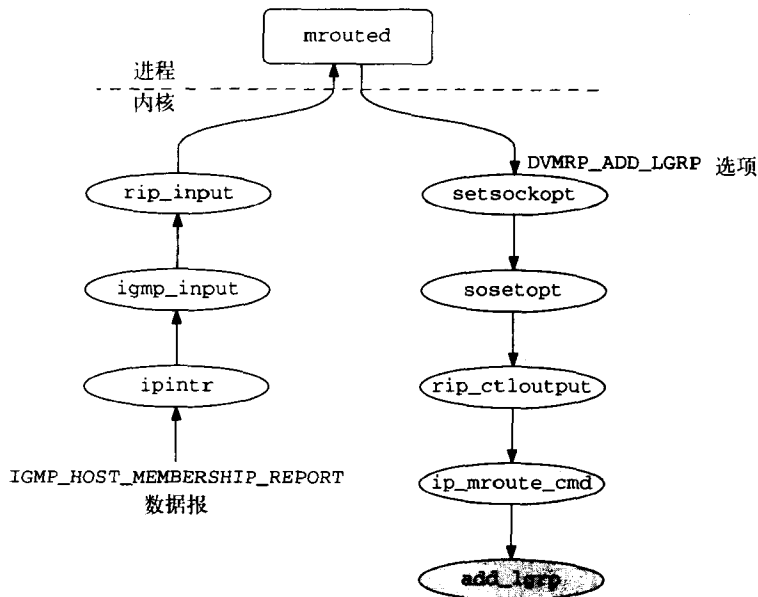 mrouted
进程
内核
DVMRP_ADD_LGRP 选项
rip_input
setsockopt
igmp_input
sosetopt
ipintr
rip_ctloutput
IGMP_HOST_MEMBERSHIP_REPORT
数据报
ip_mroute_cmd
add_lgrp